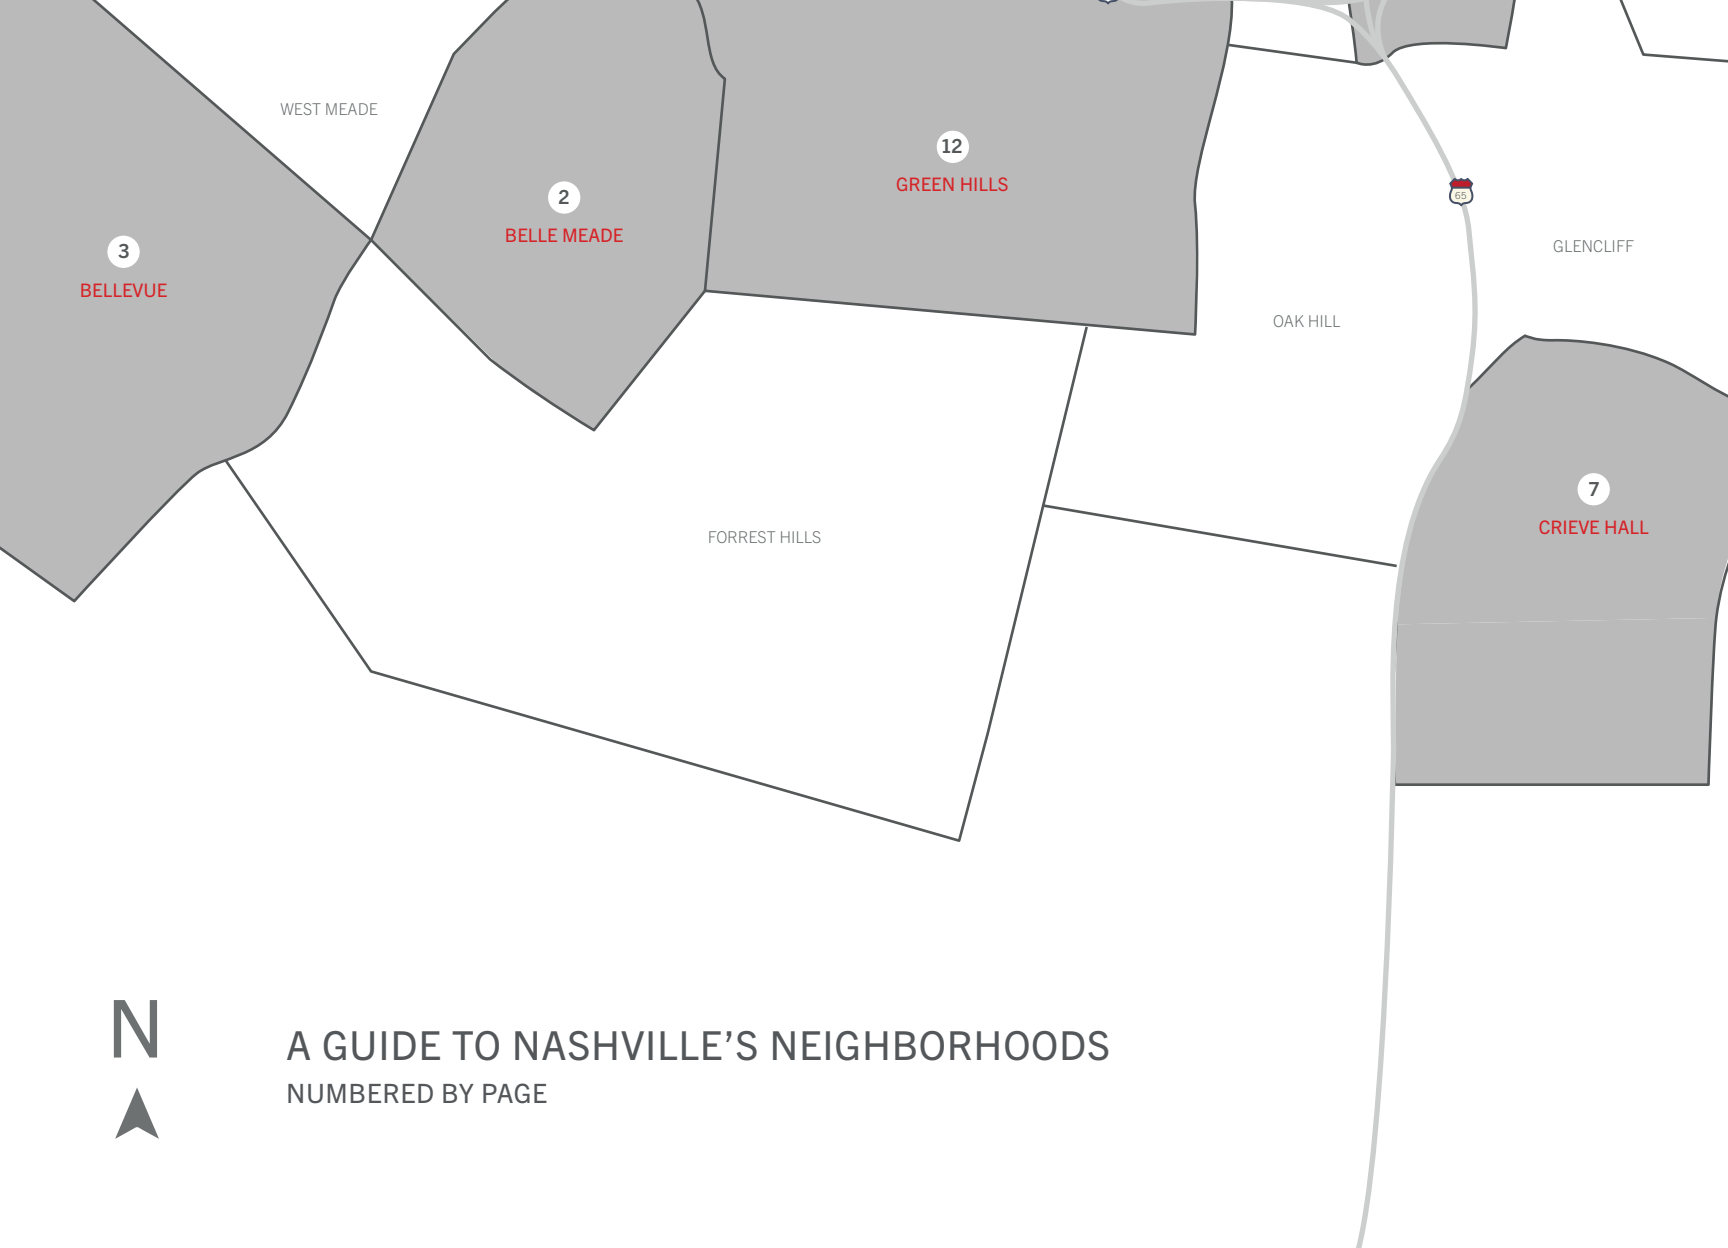 WEST MEADE
12
GREEN HILLS
2
BELLE MEADE
65
3
BELLEVUE
GLENCLIFF
OAK HILL
7
CRIEVE HALL
FORREST HILLS
N
A GUIDE TO NASHVILLE’S NEIGHBORHOODS
NUMBERED BY PAGE